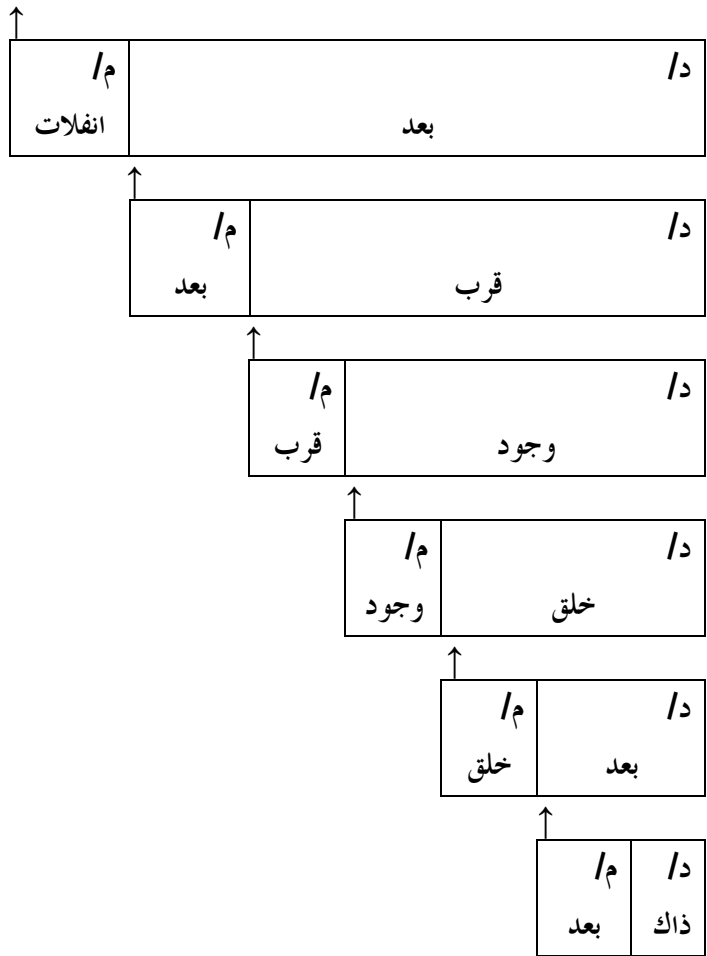 ↑
د/ م/
بعد انفلات
↑
د/ م/
قرب بعد
↑
د/ م/
وجود قرب
↑
د/ م/
خلق وجود
↑
د/ م/
بعد خلق
↑
د/ م/
ذاك بعد